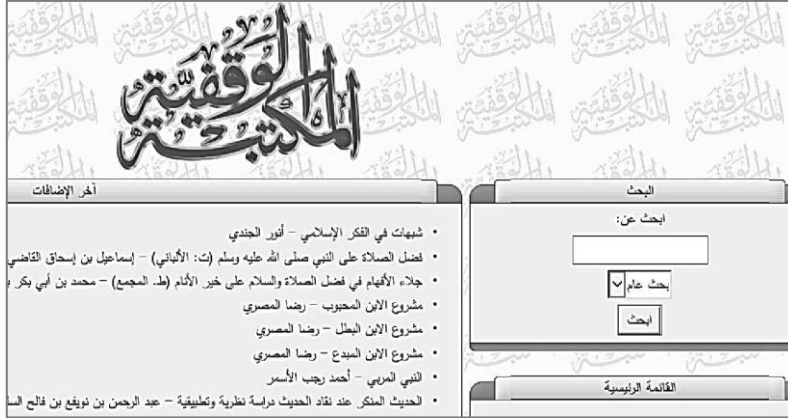 المكتبة الوقفية
البحث
ابحث عن:
بحث عام
ابحث
القائمة الرئيسية
أخر الإضافات
شبهات في الفكر الإسلامي – أنور الجندي
فضل الصلاة على النبي صلى الله عليه وسلم (ت: الألباني) – إسماعيل بن إسحاق القاضي
جلاء الأفهام في فضل الصلاة والسلام على خير الأنام (ط. المجمع) – محمد بن أبي بكر
مشروع الابن المحبوب – رضا المصري
مشروع الابن البطل – رضا المصري
مشروع الابن المبدع – رضا المصري
النبي المربي – أحمد رجب الأسمر
الحديث المنكر عند نقاد الحديث دراسة نظرية وتطبيقية – عبد الرحمن بن نويفع بن فالح